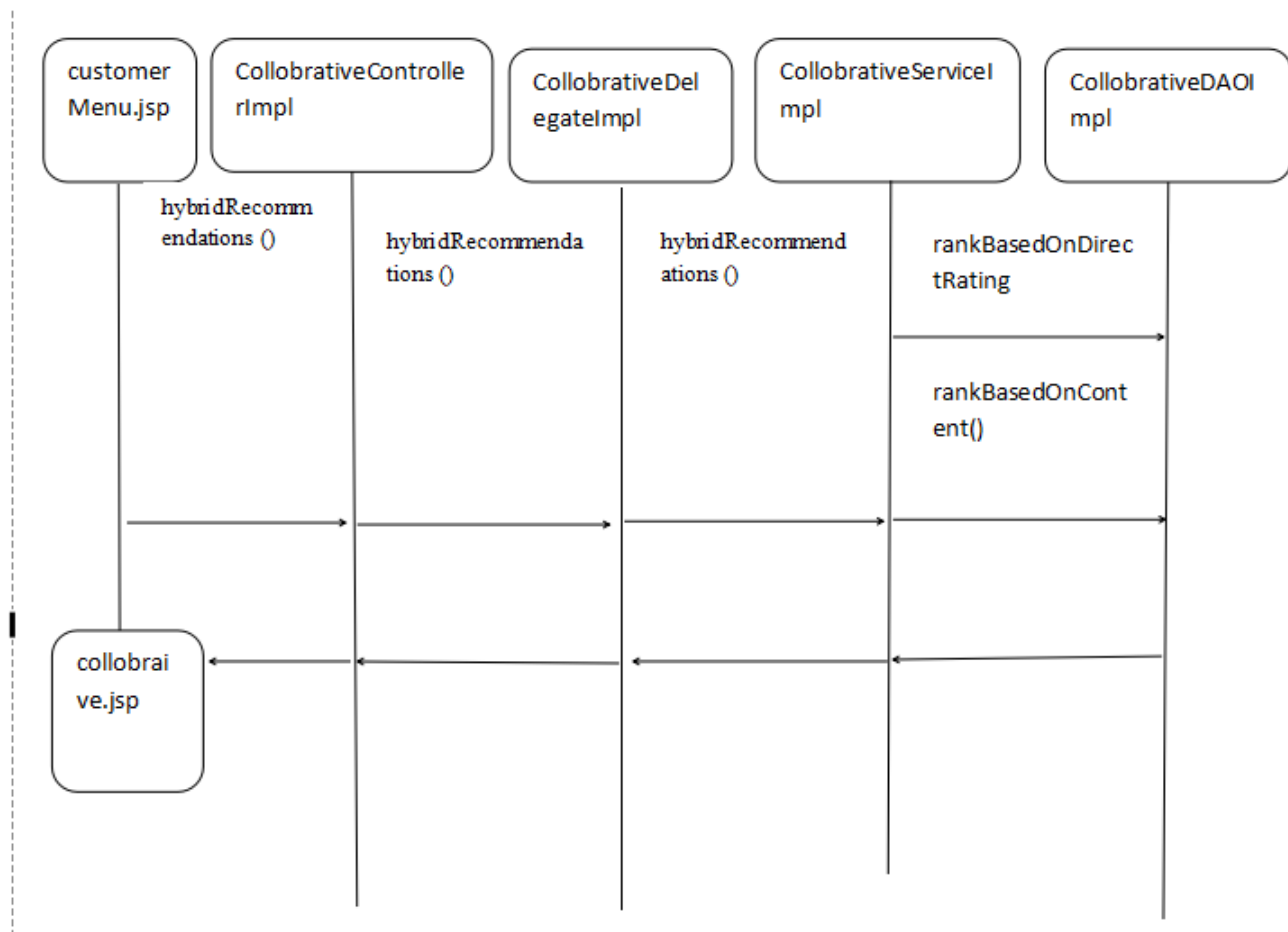 customer
Menu.jsp
CollobrativeControlle
rImpl
CollobrativeDel
egateImpl
CollobrativeServiceI
mpl
CollobrativeDAOI
mpl
hybridRecomm
endations ()
hybridRecommenda
tions ()
hybridRecommend
ations ()
rankBasedOnDirec
tRating
rankBasedOnCont
ent()
collobrai
ve.jsp